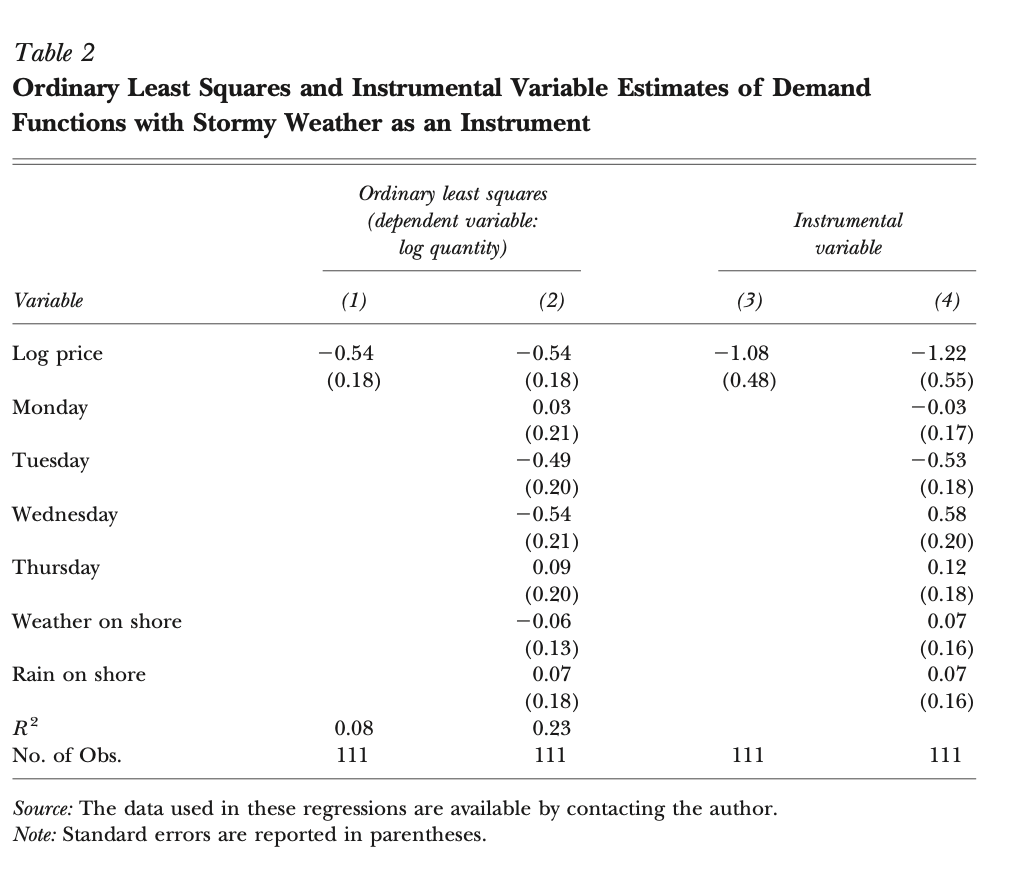 Table 2
Ordinary Least Squares and Instrumental Variable Estimates of Demand
Functions with Stormy Weather as an Instrument
Ordinary least squares
(dependent variable:
log quantity)
Instrumental
variable
Variable (1) (2) (3) (4)
Log price −0.54 −0.54 −1.08 −1.22
(0.18) (0.18) (0.48) (0.55)
Monday 0.03 −0.03
(0.21) (0.17)
Tuesday −0.49 −0.53
(0.20) (0.18)
Wednesday −0.54 0.58
(0.21) (0.20)
Thursday 0.09 0.12
(0.20) (0.18)
Weather on shore −0.06 0.07
(0.13) (0.16)
Rain on shore 0.07 0.07
(0.18) (0.16)
R² 0.08 0.23
No. of Obs. 111 111 111 111
Source: The data used in these regressions are available by contacting the author.
Note: Standard errors are reported in parentheses.